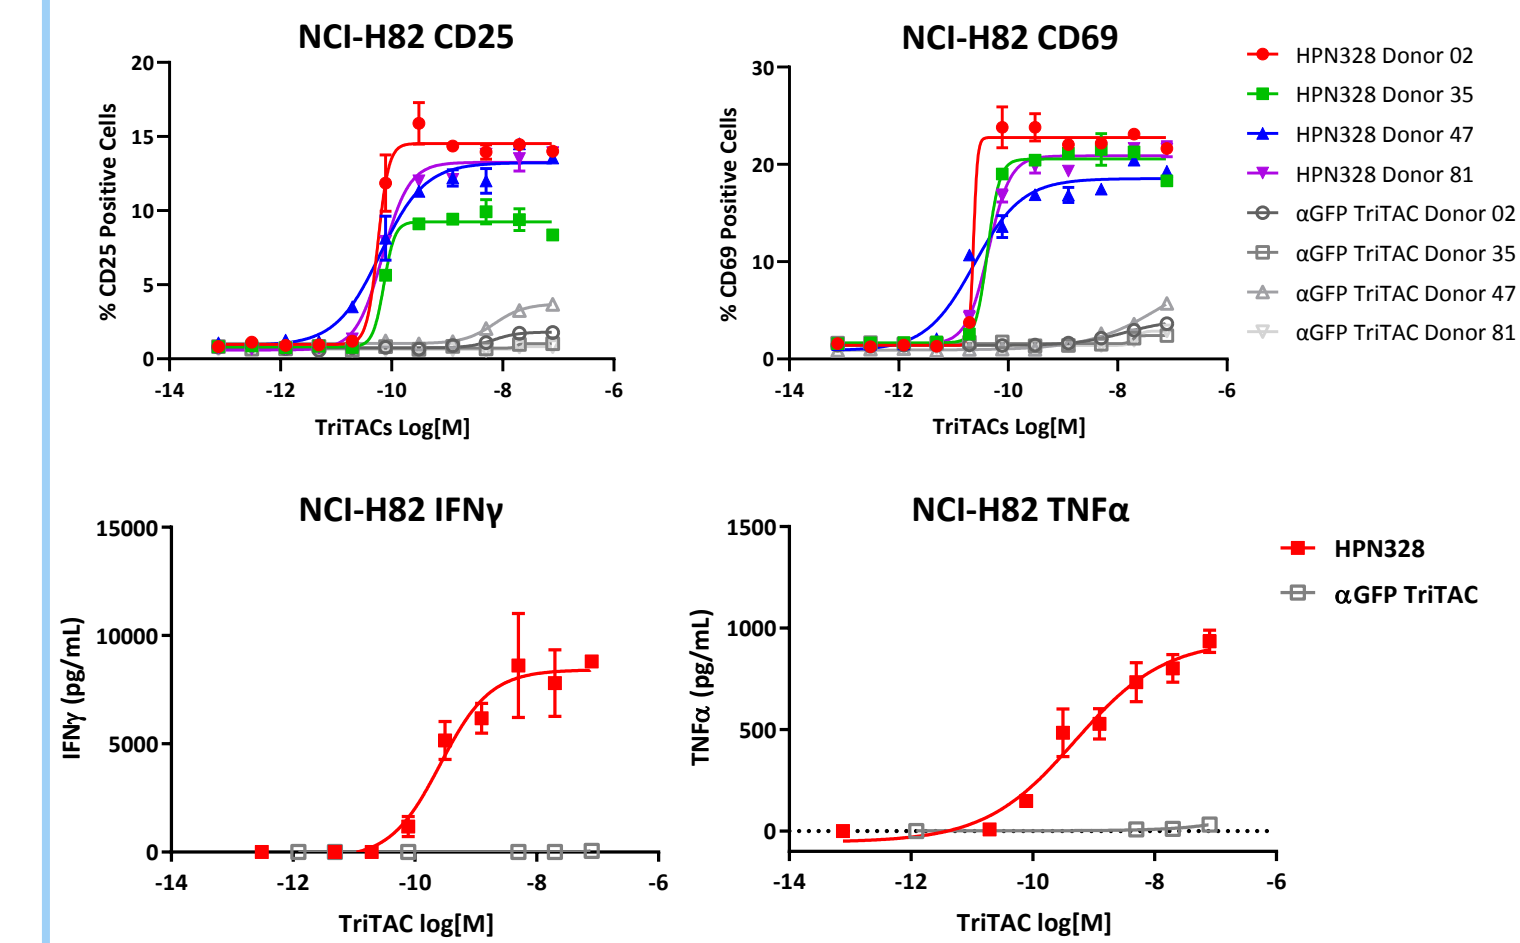 NCI-H82 CD25
% CD25 Positive Cells
20
15
10
5
0
-14 -12 -10 -8 -6
TriTACs Log[M]
NCI-H82 CD69
% CD69 Positive Cells
30
20
10
0
-14 -12 -10 -8 -6
TriTACs Log[M]
HPN328 Donor 02
HPN328 Donor 35
HPN328 Donor 47
HPN328 Donor 81
αGFP TriTAC Donor 02
αGFP TriTAC Donor 35
αGFP TriTAC Donor 47
αGFP TriTAC Donor 81
NCI-H82 IFNγ
IFNγ (pg/mL)
15000
10000
5000
0
-14 -12 -10 -8 -6
TriTAC log[M]
NCI-H82 TNFα
TNFα (pg/mL)
1500
1000
500
0
-14 -12 -10 -8 -6
TriTAC log[M]
HPN328
αGFP TriTAC